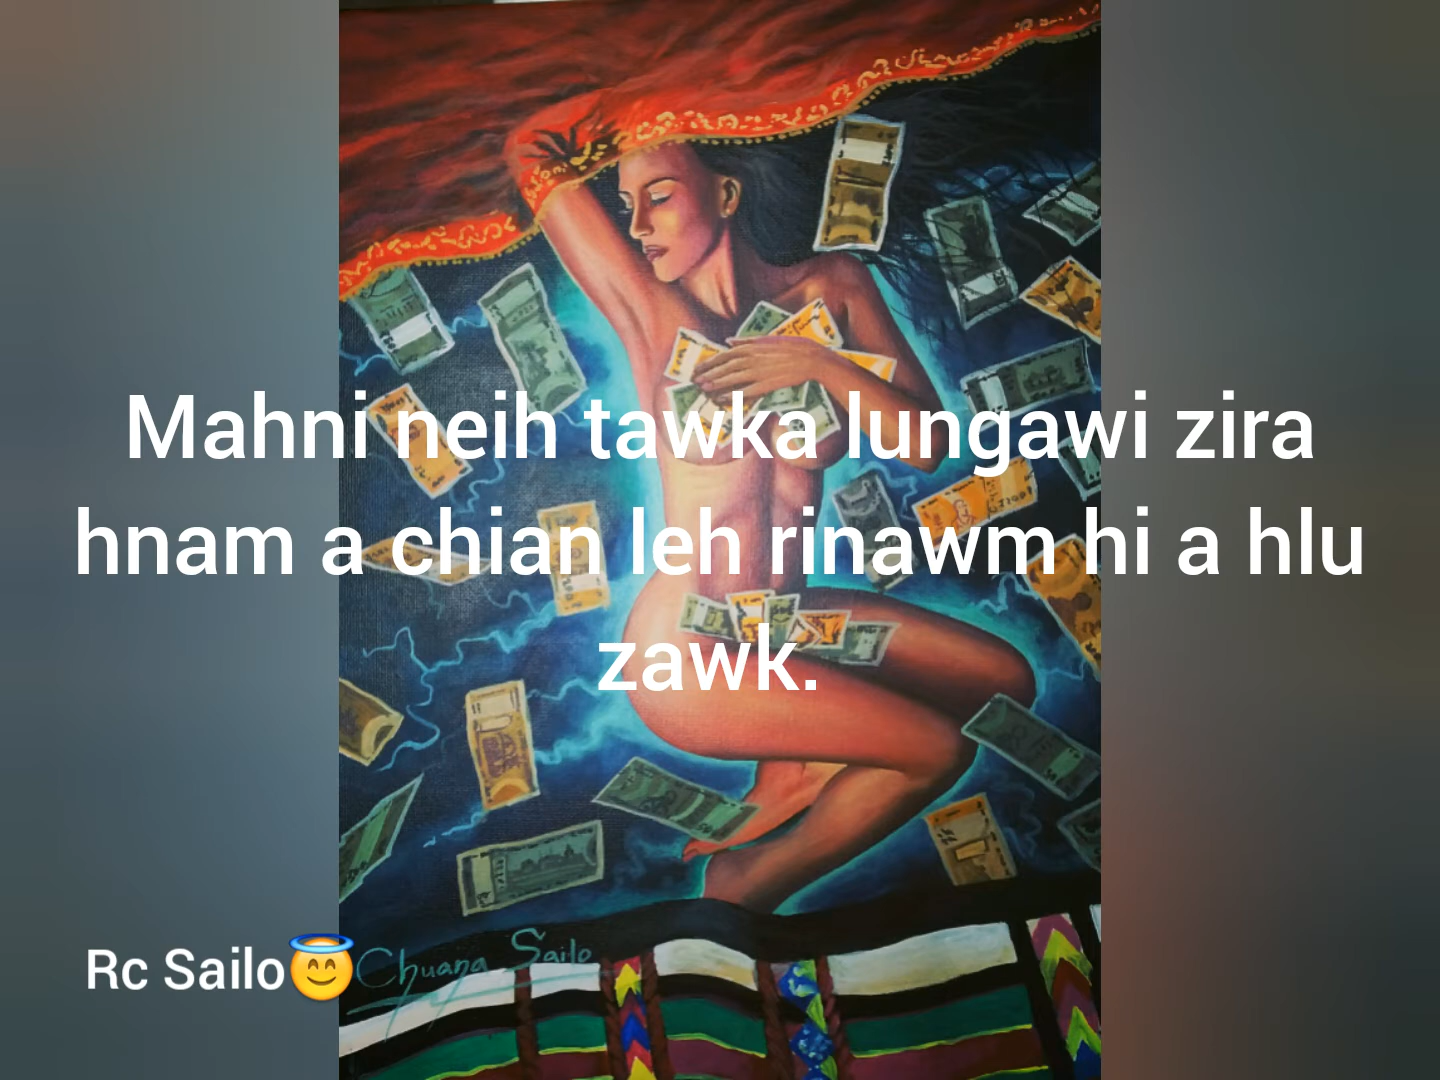 Mahni neih tawka lungawi zira
hnam a chian leh rinawm hi a hlu
zawk.
Rc Sailo😇
Chuana Sailo